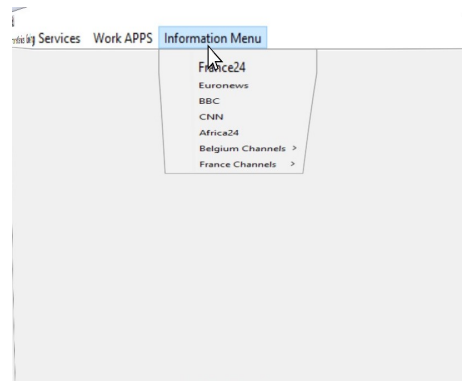 Services Work APPS Information Menu
France24
Euronews
BBC
CNN
Africa24
Belgium Channels >
France Channels >